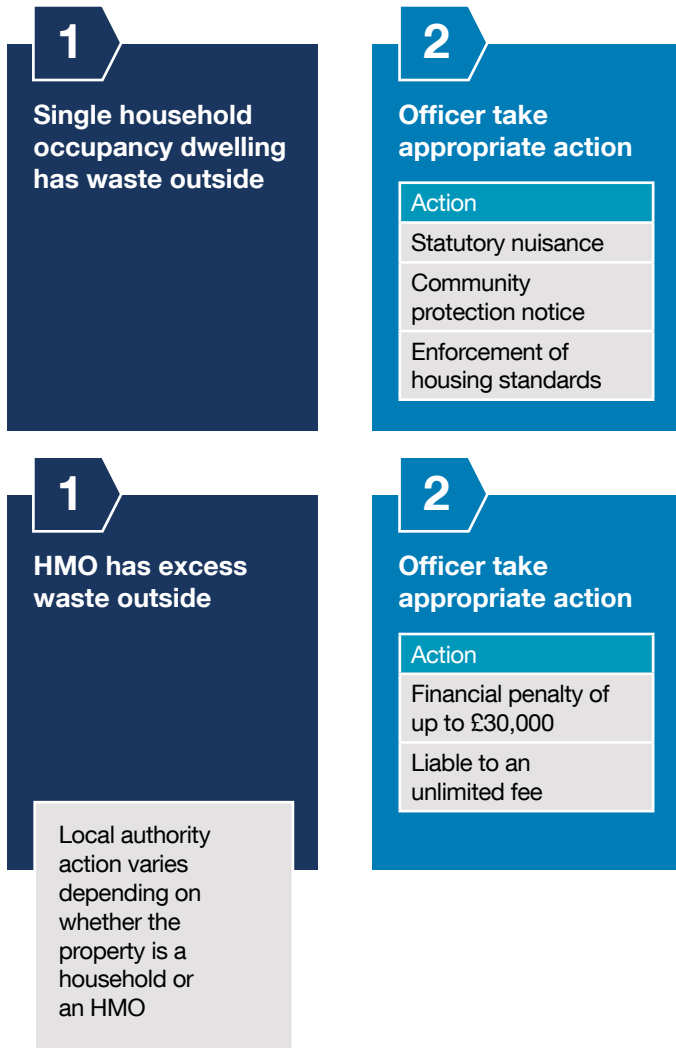 1
Single household
occupancy dwelling
has waste outside
2
Officer take
appropriate action
Action
Statutory nuisance
Community
protection notice
Enforcement of
housing standards
1
HMO has excess
waste outside
Local authority
action varies
depending on
whether the
property is a
household or
an HMO
2
Officer take
appropriate action
Action
Financial penalty of
up to £30,000
Liable to an
unlimited fee